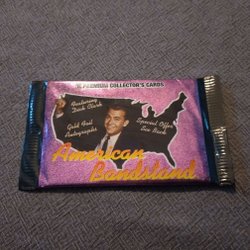 PREMIUM COLLECTOR'S CARDS
Featuring
Dick Clark
Gold Foil
Autographs
Special Offer
See Back
American
Bandstand